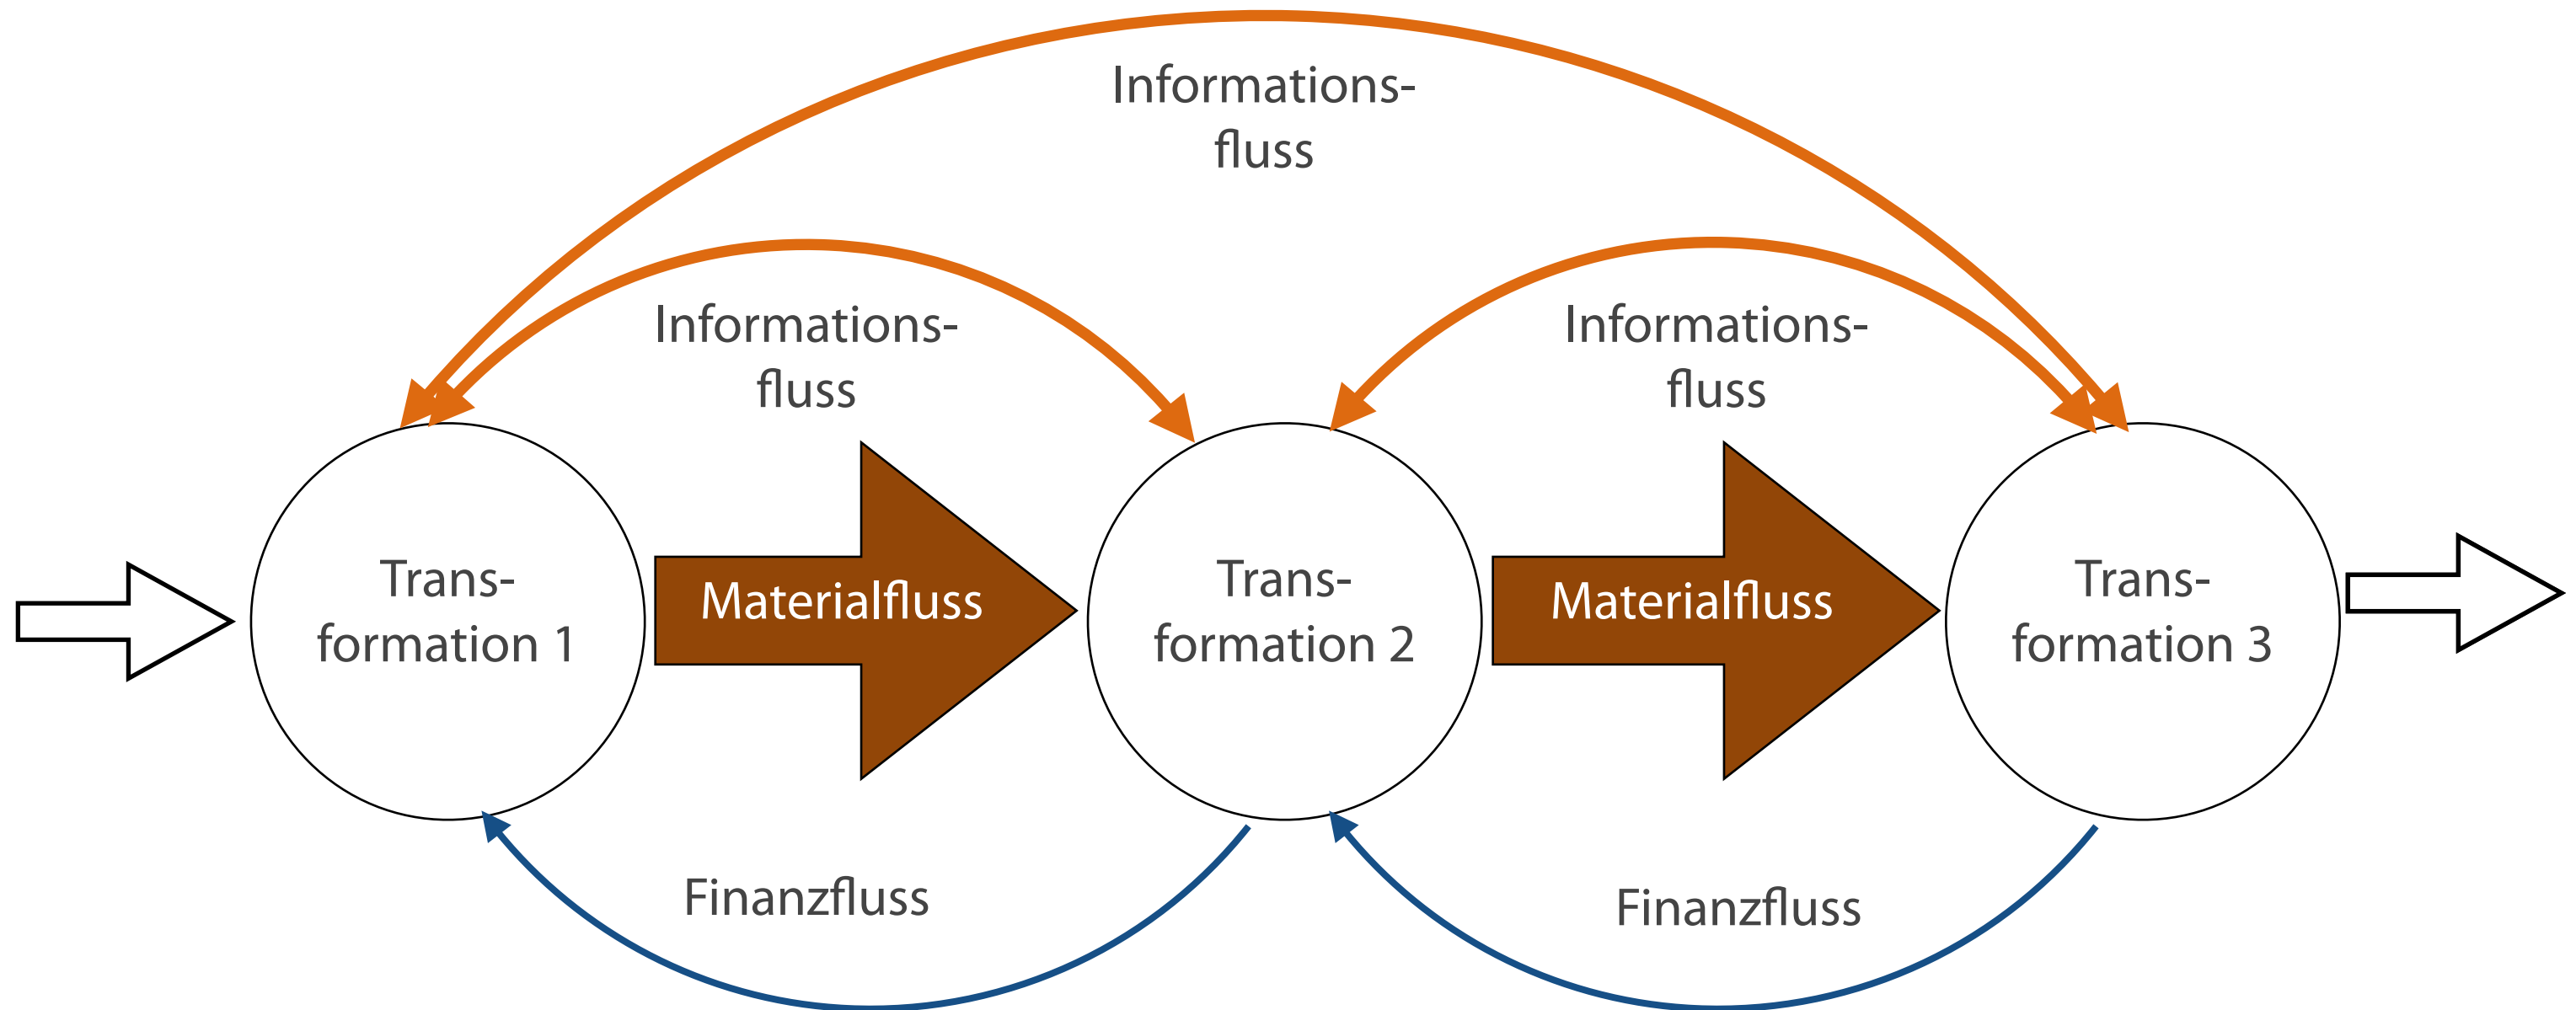 Informations-
fluss
Informations-
fluss
Informations-
fluss
Trans-
formation 1
Materialfluss
Trans-
formation 2
Materialfluss
Trans-
formation 3
Finanzfluss
Finanzfluss